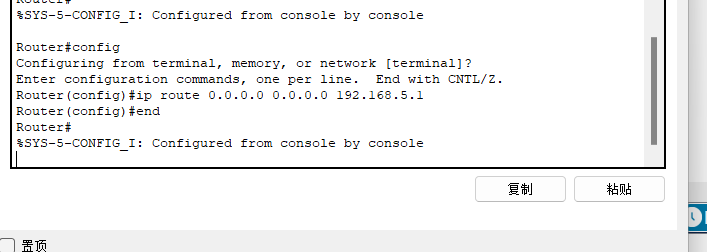 Router#
%SYS-5-CONFIG_I: Configured from console by console
Router#config
Configuring from terminal, memory, or network [terminal]?
Enter configuration commands, one per line.  End with CNTL/Z.
Router(config)#ip route 0.0.0.0 0.0.0.0 192.168.5.1
Router(config)#end
Router#
%SYS-5-CONFIG_I: Configured from console by console
复制
粘贴
置顶